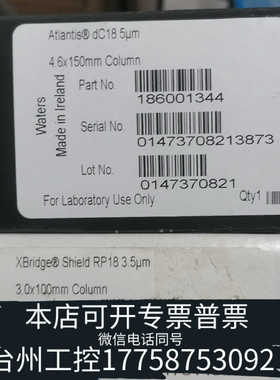 Atlantis® dC18 5µm
4.6x150mm Column
Part No.
186001344
Serial No
01473708213873
Lot No.
0147370821
Waters
Made in Ireland
For Laboratory Use Only
Qty1
XBridge® Shield RP18 3.5µm
3.0x100mm Column
本店可开专票普票
微信电话同号
台州工控17758753092